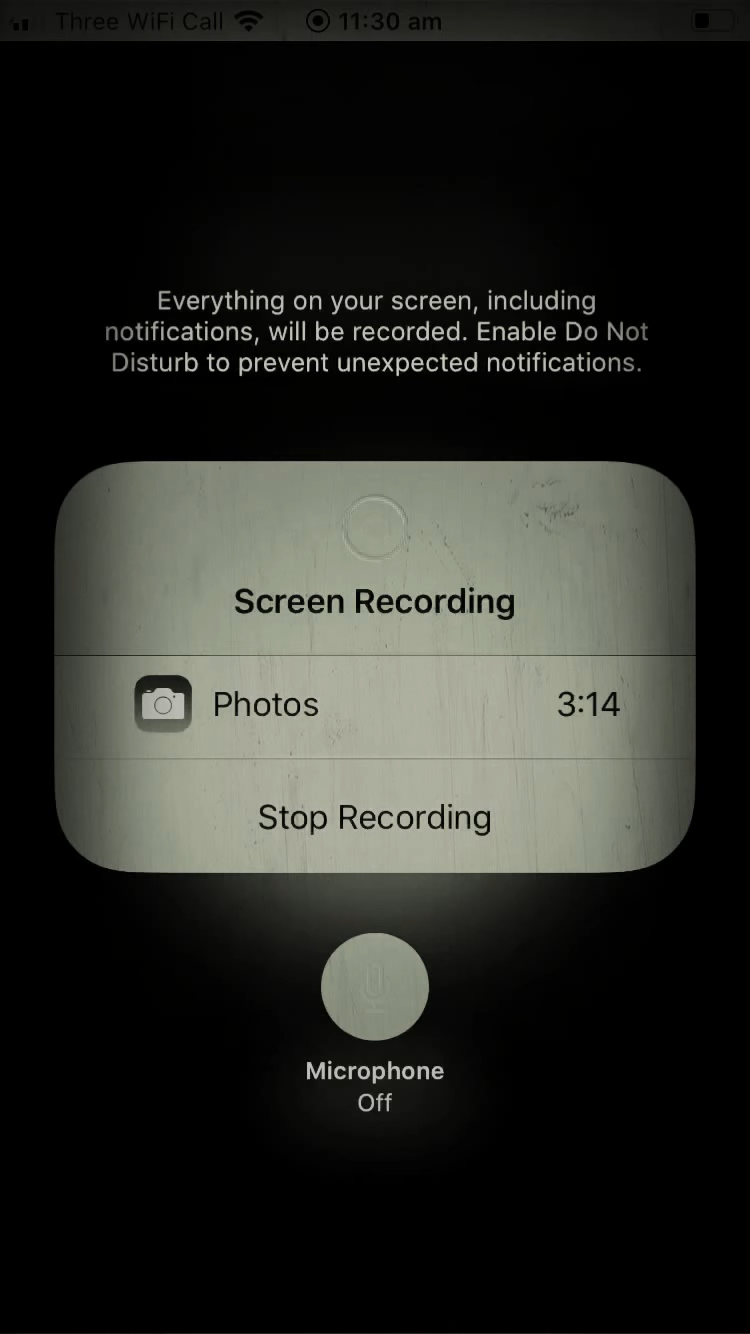 Three WiFi Call 11:30 am
Everything on your screen, including
notifications, will be recorded. Enable Do Not
Disturb to prevent unexpected notifications.
Screen Recording
Photos 3:14
Stop Recording
Microphone
Off